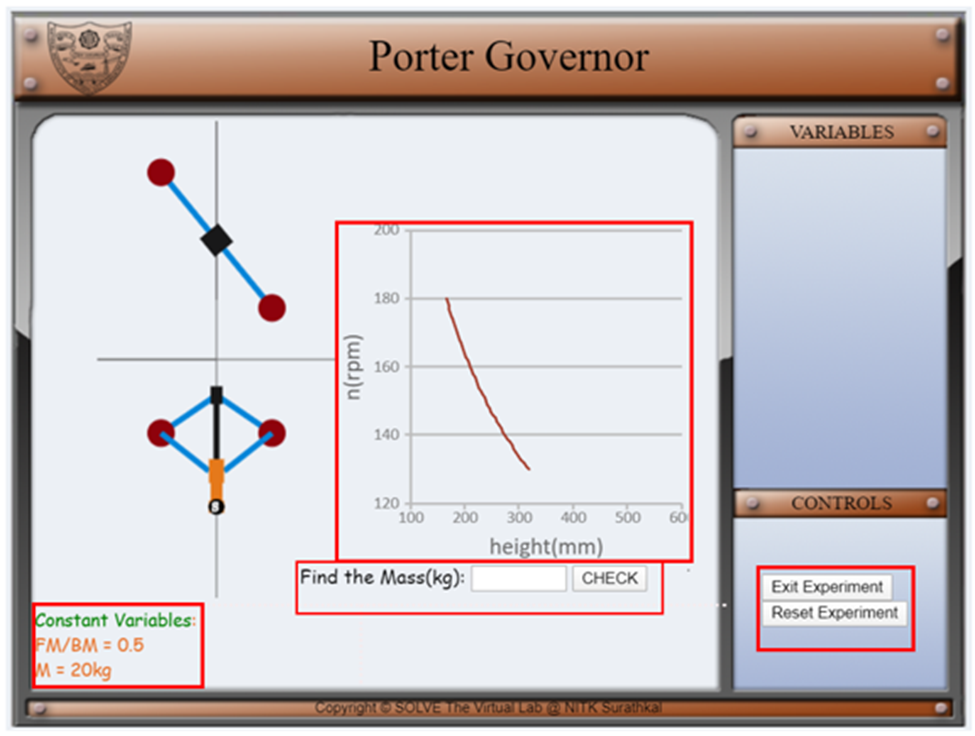 Porter Governor
VARIABLES
200
180
160
140
120
n(rpm)
100 200 300 400 500 60
height(mm)
Find the Mass(kg): CHECK
Constant Variables:
FM/BM = 0.5
M = 20kg
CONTROLS
Exit Experiment
Reset Experiment
Copyright © SOLVE The Virtual Lab @ NITK Surathkal